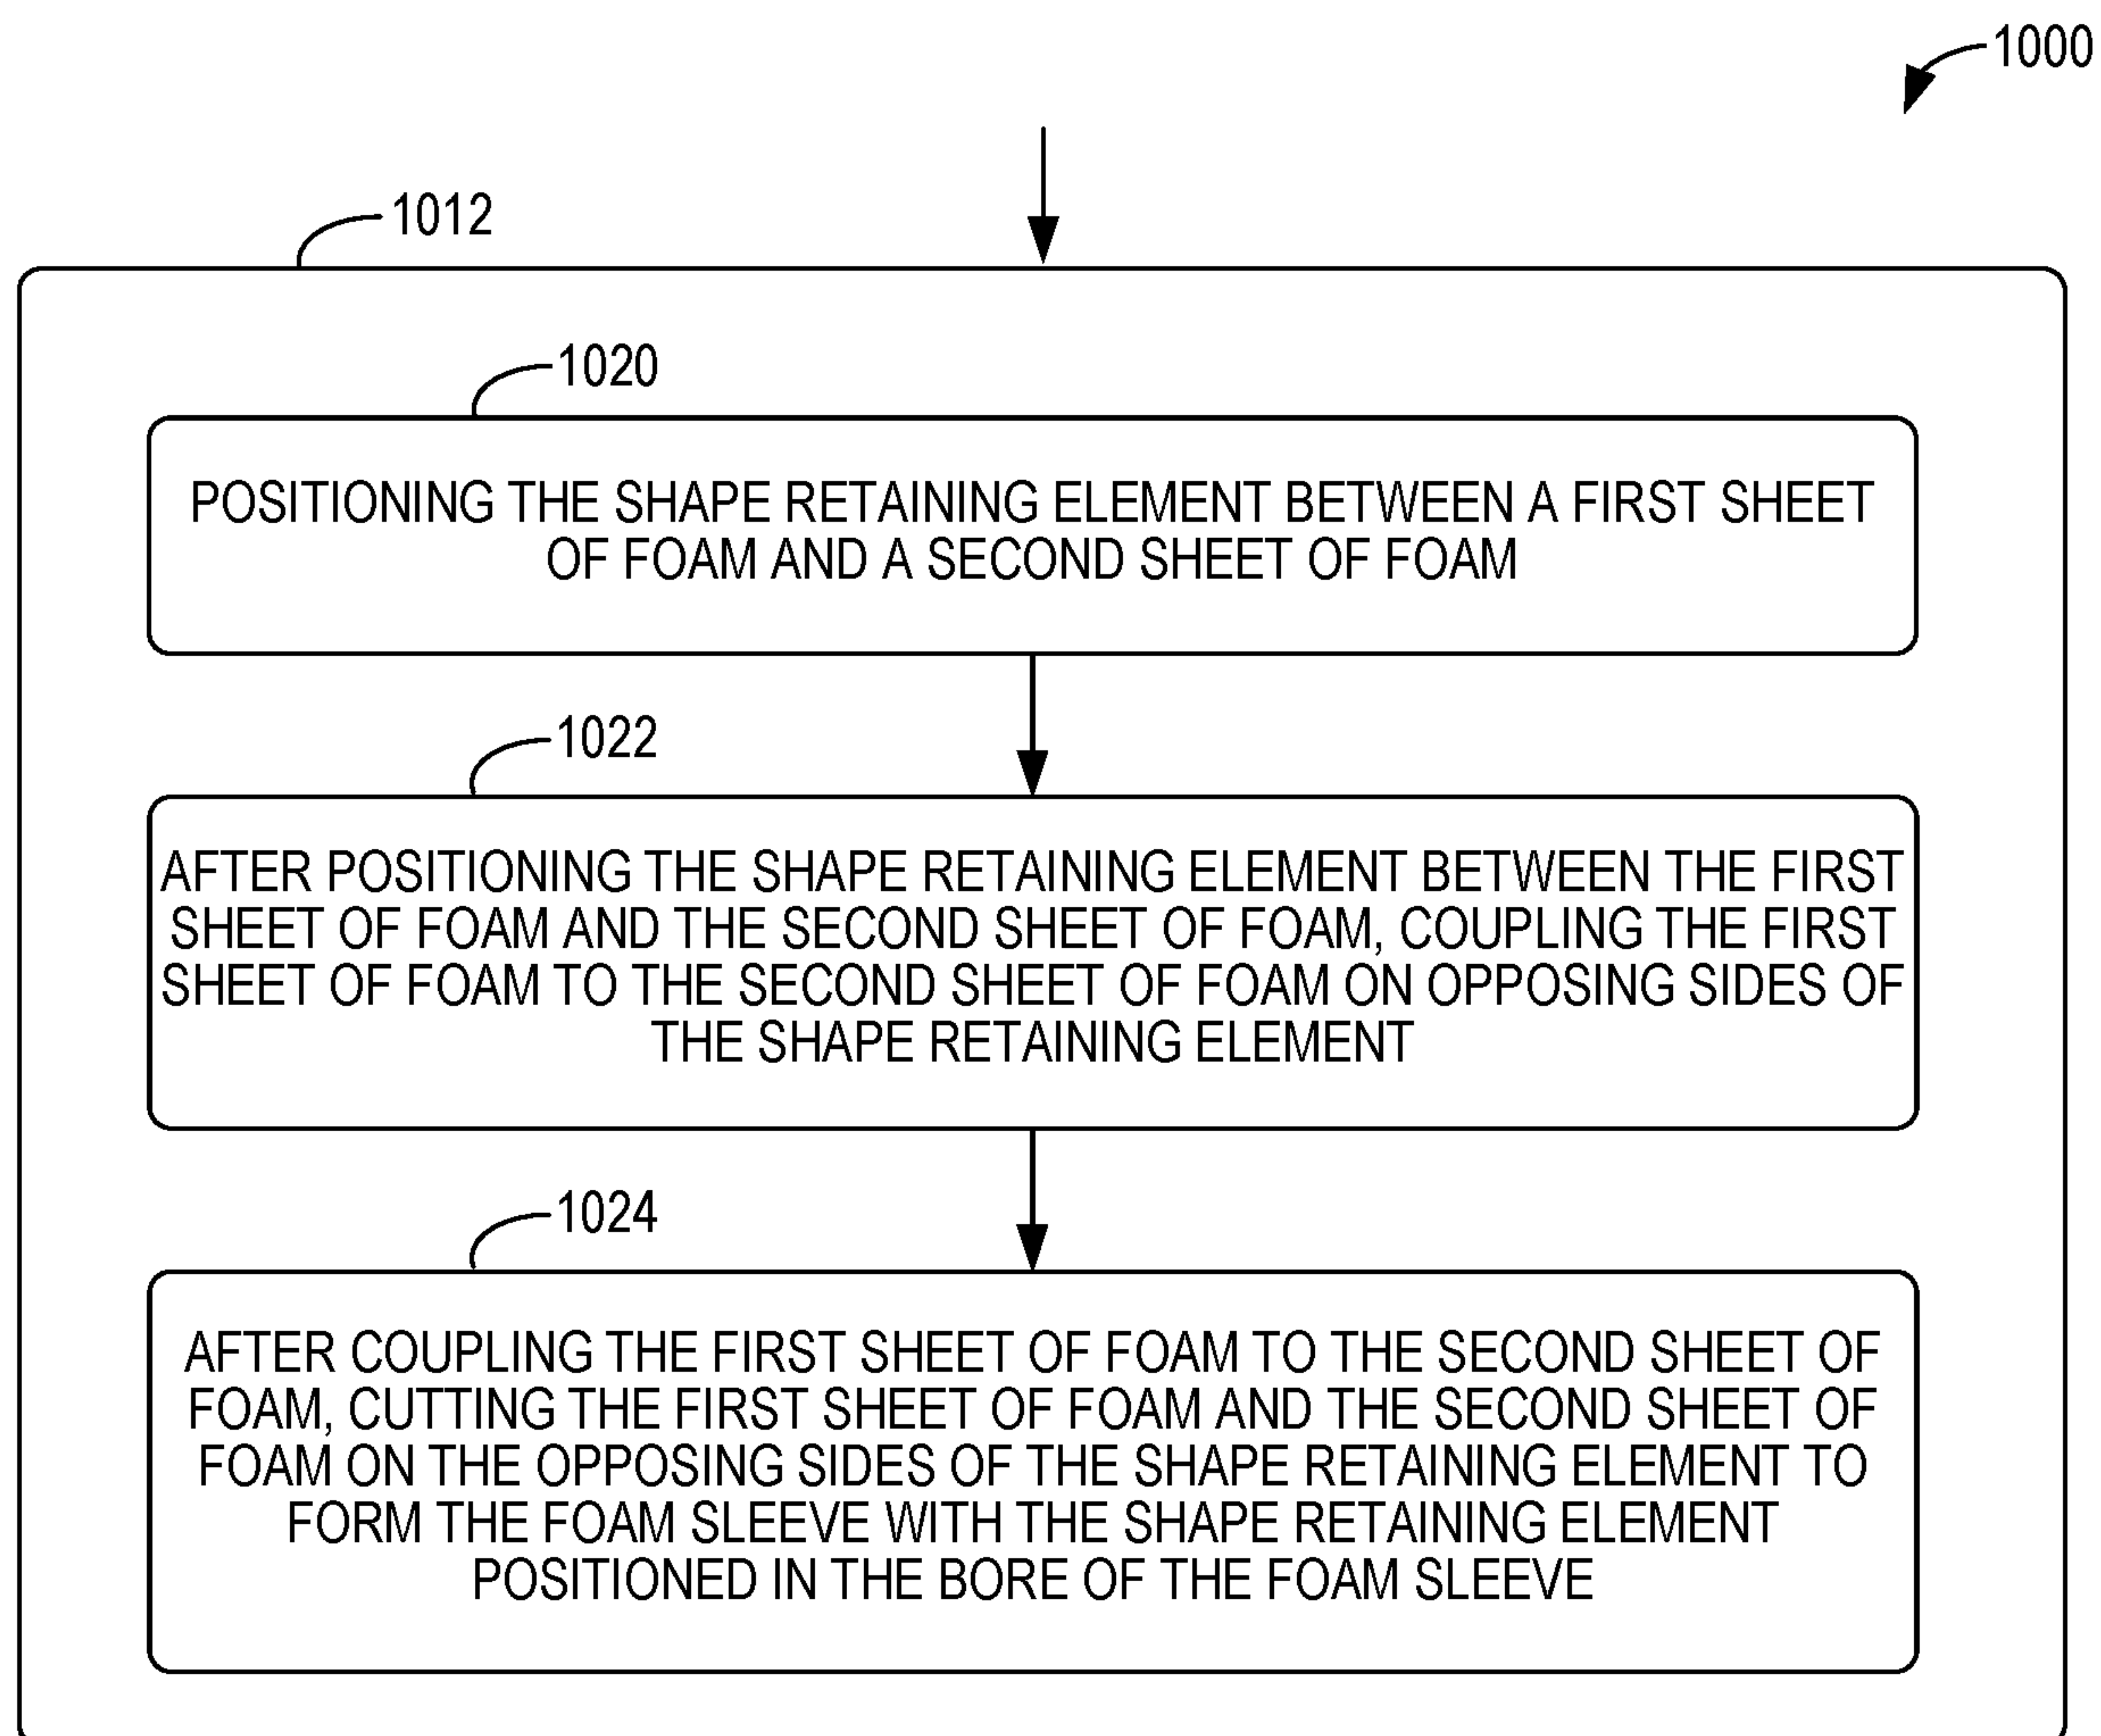 1000
1012
1020
POSITIONING THE SHAPE RETAINING ELEMENT BETWEEN A FIRST SHEET
OF FOAM AND A SECOND SHEET OF FOAM
1022
AFTER POSITIONING THE SHAPE RETAINING ELEMENT BETWEEN THE FIRST
SHEET OF FOAM AND THE SECOND SHEET OF FOAM, COUPLING THE FIRST
SHEET OF FOAM TO THE SECOND SHEET OF FOAM ON OPPOSING SIDES OF
THE SHAPE RETAINING ELEMENT
1024
AFTER COUPLING THE FIRST SHEET OF FOAM TO THE SECOND SHEET OF
FOAM, CUTTING THE FIRST SHEET OF FOAM AND THE SECOND SHEET OF
FOAM ON THE OPPOSING SIDES OF THE SHAPE RETAINING ELEMENT TO
FORM THE FOAM SLEEVE WITH THE SHAPE RETAINING ELEMENT
POSITIONED IN THE BORE OF THE FOAM SLEEVE